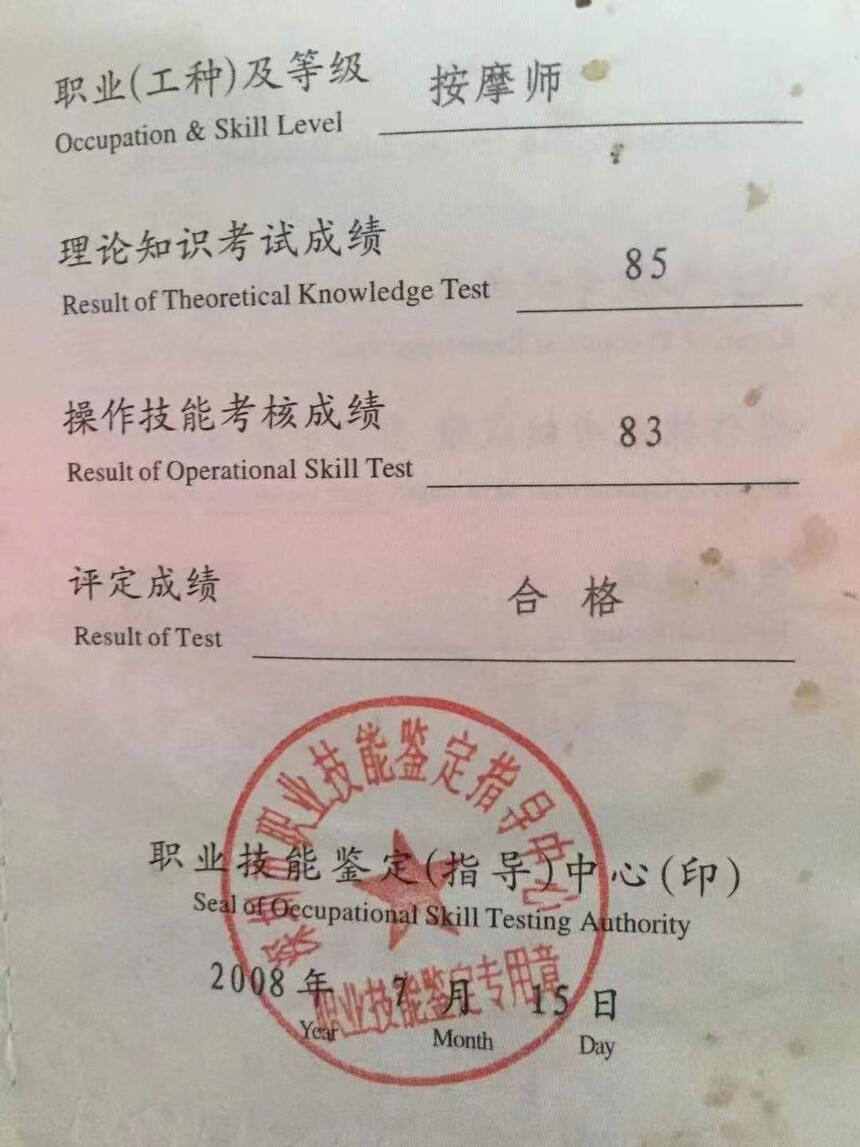 职业(工种)及等级 按摩师
Occupation & Skill Level
理论知识考试成绩 85
Result of Theoretical Knowledge Test
操作技能考核成绩 83
Result of Operational Skill Test
评定成绩 合格
Result of Test
职业技能鉴定指导中心
职业技能鉴定(指导)中心(印)
Seal of Occupational Skill Testing Authority
2008 年 7 月 15 日
Year Month Day
职业技能鉴定专用章